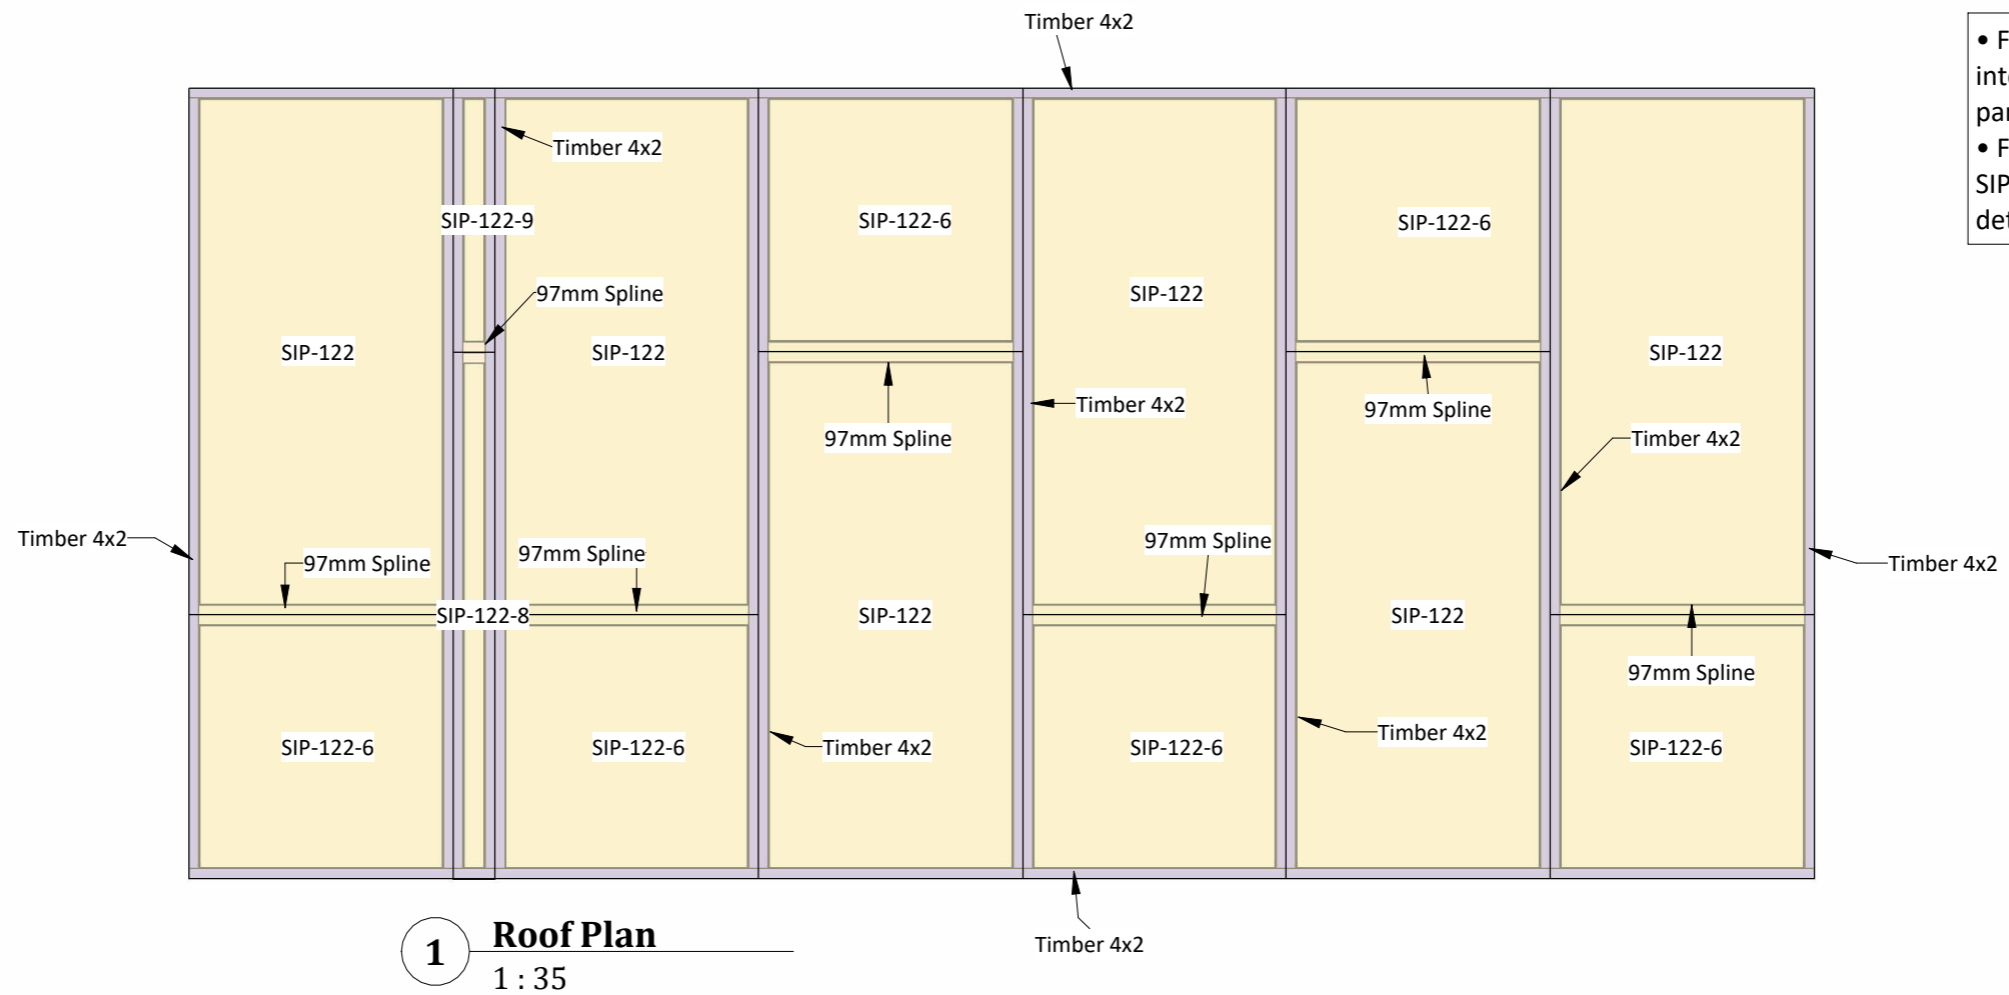 Timber 4x2
• F
SIP-122-9
Timber 4x2
SIP-122-6
SIP-122-6
97mm Spline
SIP-122
SIP-122
SIP-122
SIP-122
97mm Spline
Timber 4x2
97mm Spline
Timber 4x2
Timber 4x2
97mm Spline
97mm Spline
97mm Spline
Timber 4x2
SIP-122-8
SIP-122
SIP-122
97mm Spline
SIP-122-6
SIP-122-6
Timber 4x2
SIP-122-6
Timber 4x2
SIP-122-6
1
Roof Plan
1 : 35
Timber 4x2
• F
SIP